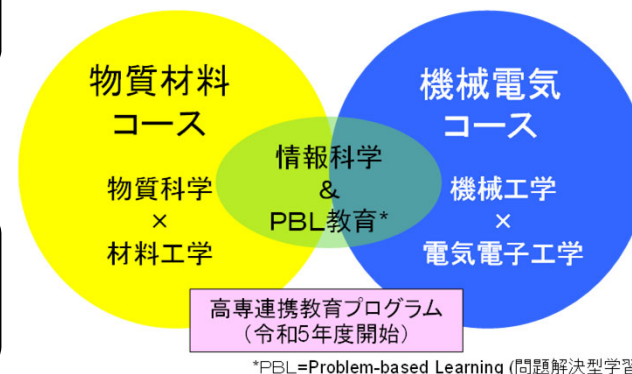 物質材料
コース
物質科学
×
材料工学
情報科学
&
PBL教育*
機械電気
コース
機械工学
×
電気電子工学
高専連携教育プログラム
（令和5年度開始）
*PBL=Problem-based Learning (問題解決型学習